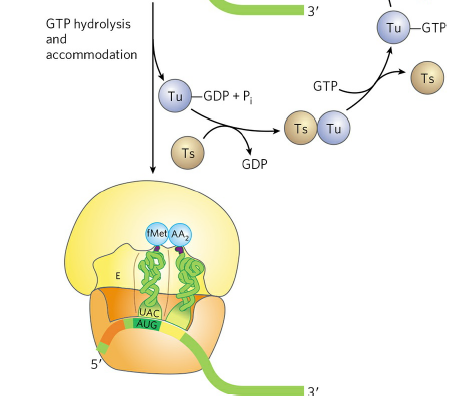 3′
GTP hydrolysis
and
accommodation
Tu—GTP
GTP
Ts
Tu—GDP + Pi
Ts Tu
Ts
GDP
fMet AA2
E
UAC
AUG
5′
3′